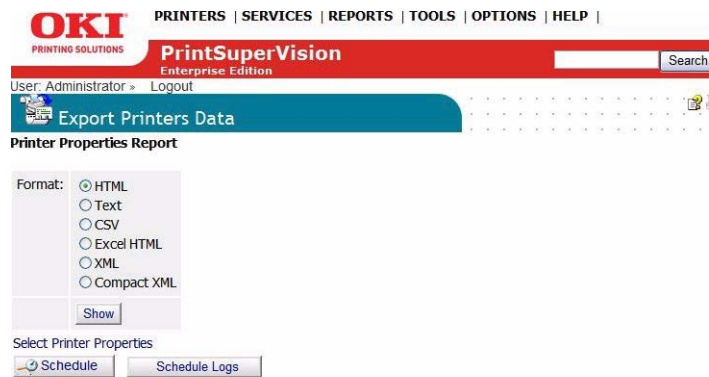 OKI
PRINTING SOLUTIONS
PRINTERS | SERVICES | REPORTS | TOOLS | OPTIONS | HELP |
PrintSuperVision
Enterprise Edition
Search
User: Administrator » Logout
Export Printers Data
Printer Properties Report
Format:
HTML
Text
CSV
Excel HTML
XML
Compact XML
Show
Select Printer Properties
Schedule
Schedule Logs